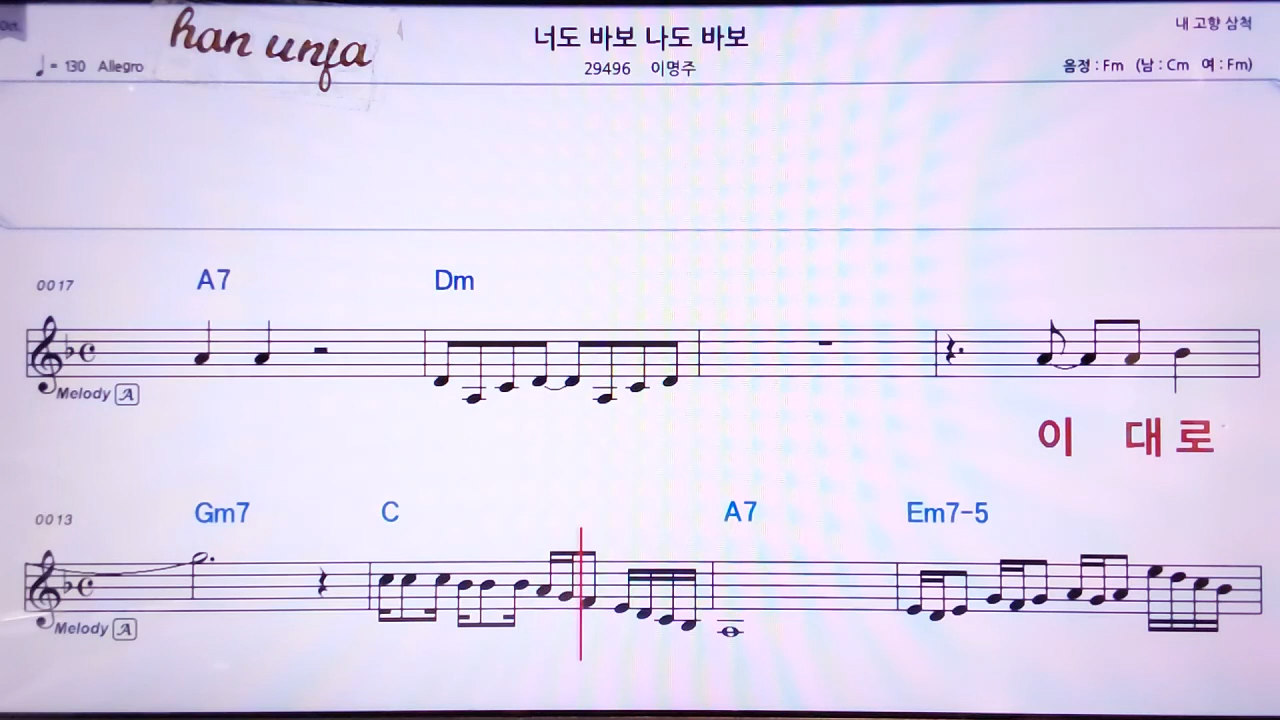 Oct.
han unfa
너도 바보 나도 바보
내 고향 삼척
♩= 130 Allegro
29496 이명주
음정 : Fm (남 : Cm 여 : Fm)
0017
A7 Dm
Melody A
이 대로
0013
Gm7 C A7 Em7-5
Melody A